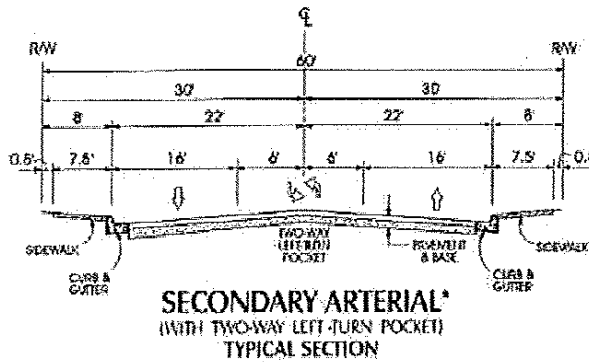 ℄
R/W R/W
60'
30' 30'
8' 22' 22' 8'
0.5' 7.5' 16' 6' 6' 16' 7.5' 0.5
SIDEWALK
CURB & GUTTER
TWO-WAY
LEFT-TURN
POCKET
PAVEMENT
& BASE
CURB &
GUTTER
SIDEWALK
SECONDARY ARTERIAL*
(WITH TWO-WAY LEFT-TURN POCKET)
TYPICAL SECTION